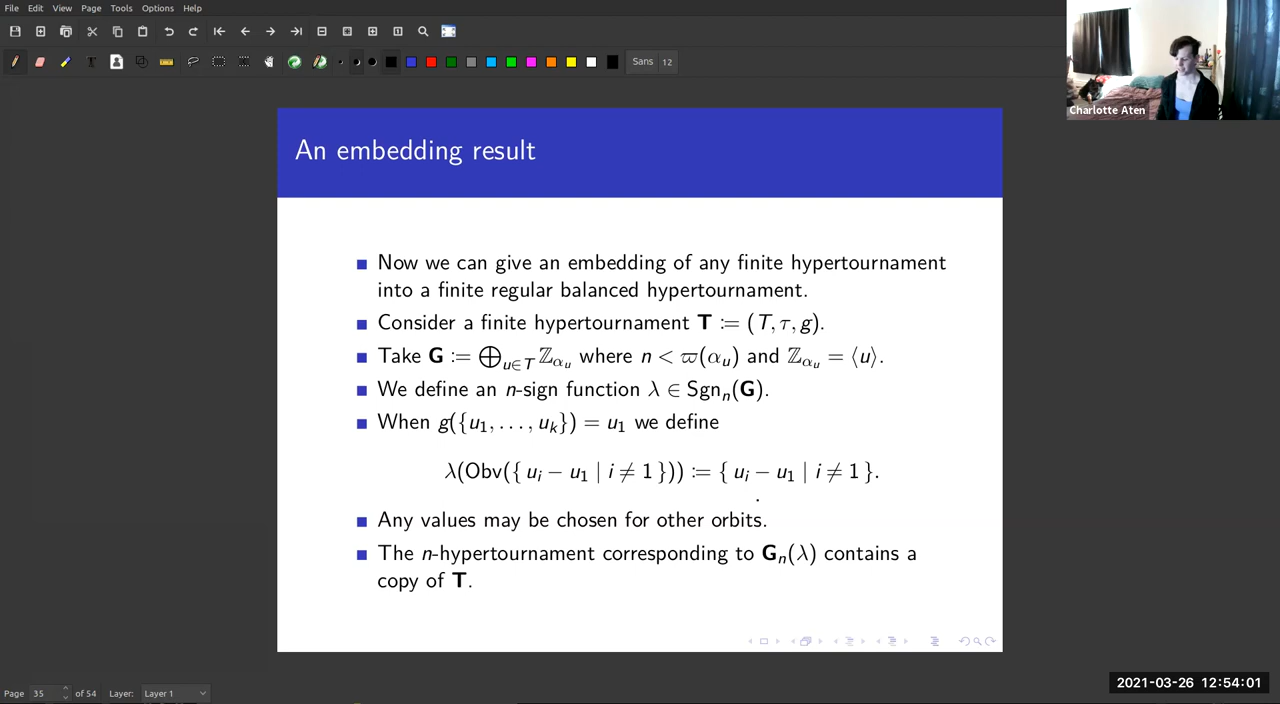 File Edit View Page Tools Options Help
Sans 12
Charlotte Aten
An embedding result
Now we can give an embedding of any finite hypertournament
into a finite regular balanced hypertournament.
Consider a finite hypertournament T := (T, τ, g).
Take G := ⨁_{u∈T} ℤ_{α_u} where n < ϖ(α_u) and ℤ_{α_u} = ⟨u⟩.
We define an n-sign function λ ∈ Sgn_n(G).
When g({u_1, . . . , u_k}) = u_1 we define
λ(Obv({ u_i − u_1 | i ≠ 1 })) := { u_i − u_1 | i ≠ 1 }.
Any values may be chosen for other orbits.
The n-hypertournament corresponding to G_n(λ) contains a
copy of T.
Page 35 of 54 Layer: Layer 1
2021-03-26 12:54:01